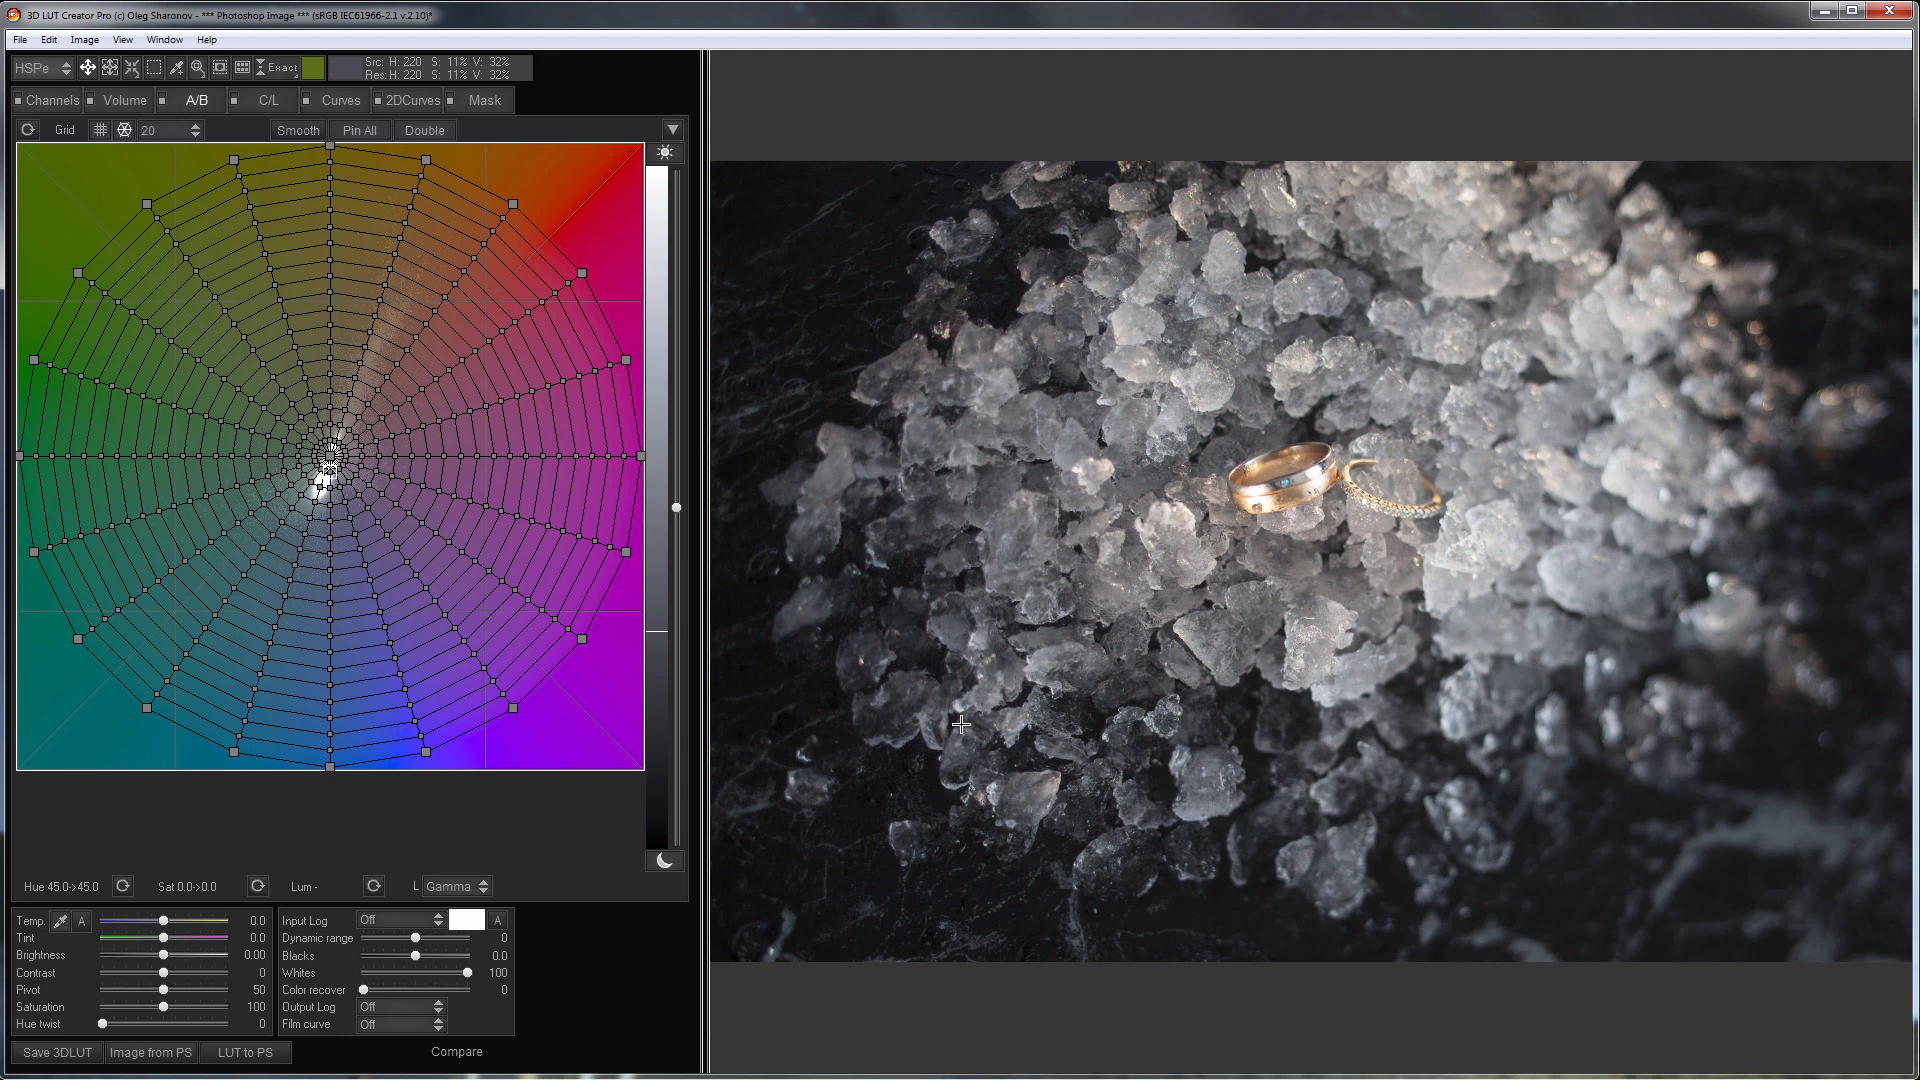 3D LUT Creator Pro (c) Oleg Sharonov - *** Photoshop Image *** (sRGB IEC61966-2.1 v.2.10)*
File Edit Image View Window Help
HSPe Exact Src: H: 220 S: 11% V: 32%
Res: H: 220 S: 11% V: 32%
Channels Volume A/B C/L Curves 2DCurves Mask
Grid 20 Smooth Pin All Double
Hue 45.0->45.0 Sat 0.0->0.0 Lum - L Gamma
Temp. A 0.0 Input Log Off A
Tint 0.0 Dynamic range 0
Brightness 0.00 Blacks 0.0
Contrast 0 Whites 100
Pivot 50 Color recover 0
Saturation 100 Output Log Off
Hue twist 0 Film curve Off
Save 3DLUT Image from PS LUT to PS Compare